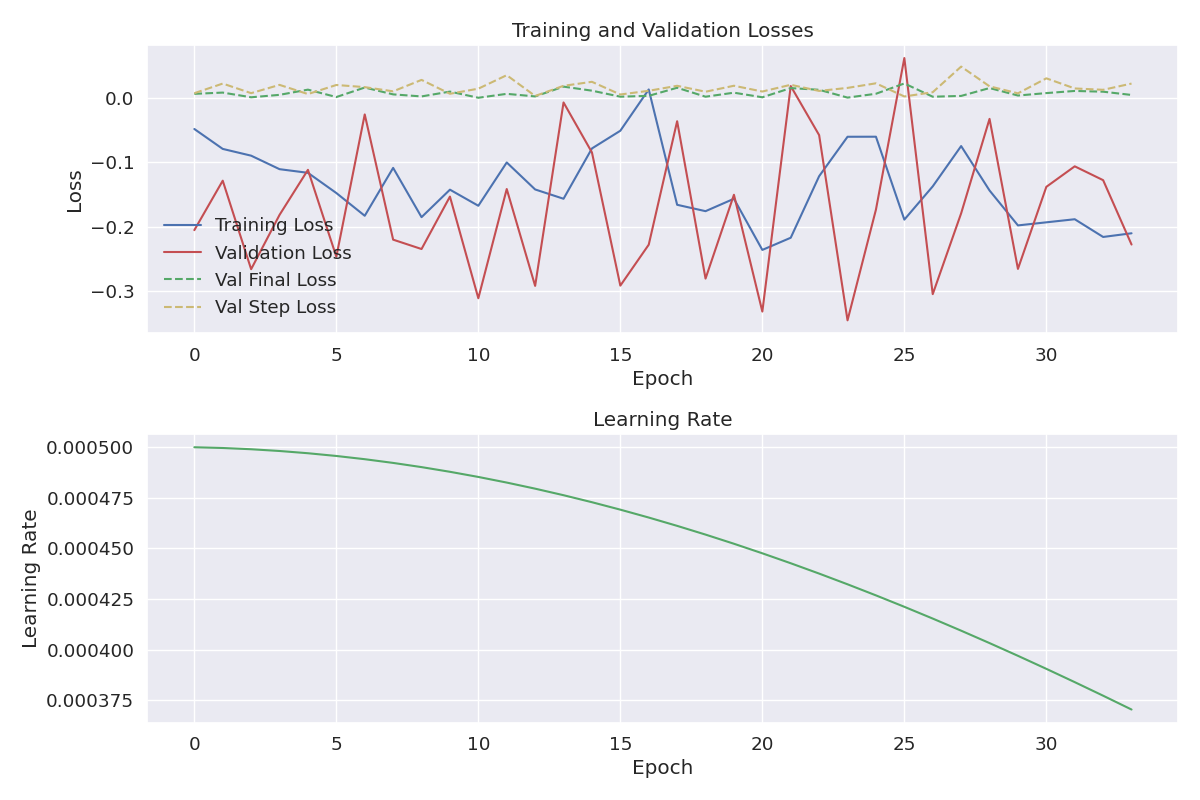 Training and Validation Losses
0.0
−0.1
−0.2
−0.3
Loss
Training Loss
Validation Loss
Val Final Loss
Val Step Loss
0 5 10 15 20 25 30
Epoch
Learning Rate
0.000500
0.000475
0.000450
0.000425
0.000400
0.000375
Learning Rate
0 5 10 15 20 25 30
Epoch